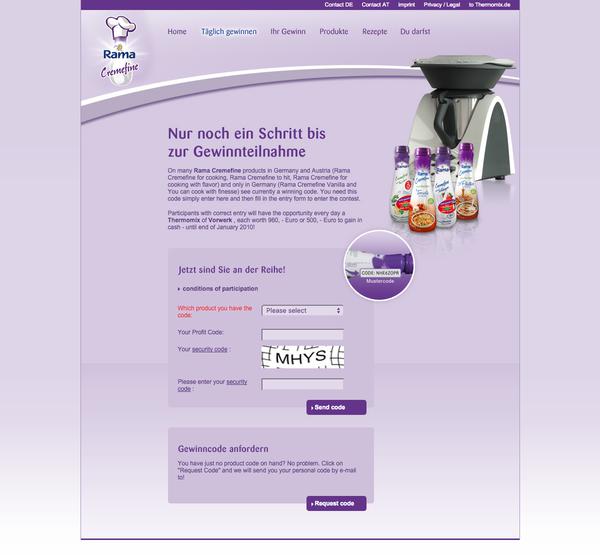 Contact DE Contact AT Imprint Privacy / Legal to Thermomix.de
Rama
Cremefine
Home Täglich gewinnen Ihr Gewinn Produkte Rezepte Du darfst
Nur noch ein Schritt bis
zur Gewinnteilnahme
On many Rama Cremefine products in Germany and Austria (Rama
Cremefine for cooking, Rama Cremefine to hit, Rama Cremefine for
cooking with flavor) and only in Germany (Rama Cremefine Vanilla and
You can cook with finesse) see currently a winning code. You need this
code simply enter here and then fill in the entry form to enter the contest.
Participants with correct entry will have the opportunity every day a
Thermomix of Vorwerk , each worth 960, - Euro or 500, - Euro to gain in
cash - until end of January 2010!
Jetzt sind Sie an der Reihe!
CODE: NHK6ZOPR
Mustercode
conditions of participation
Which product you have the
code:
Please select
Your Profit Code:
Your security code :
MHYS
Please enter your security
code :
Send code
Gewinncode anfordern
You have just no product code on hand? No problem. Click on
"Request Code" and we will send you your personal code by e-mail
to!
Request code